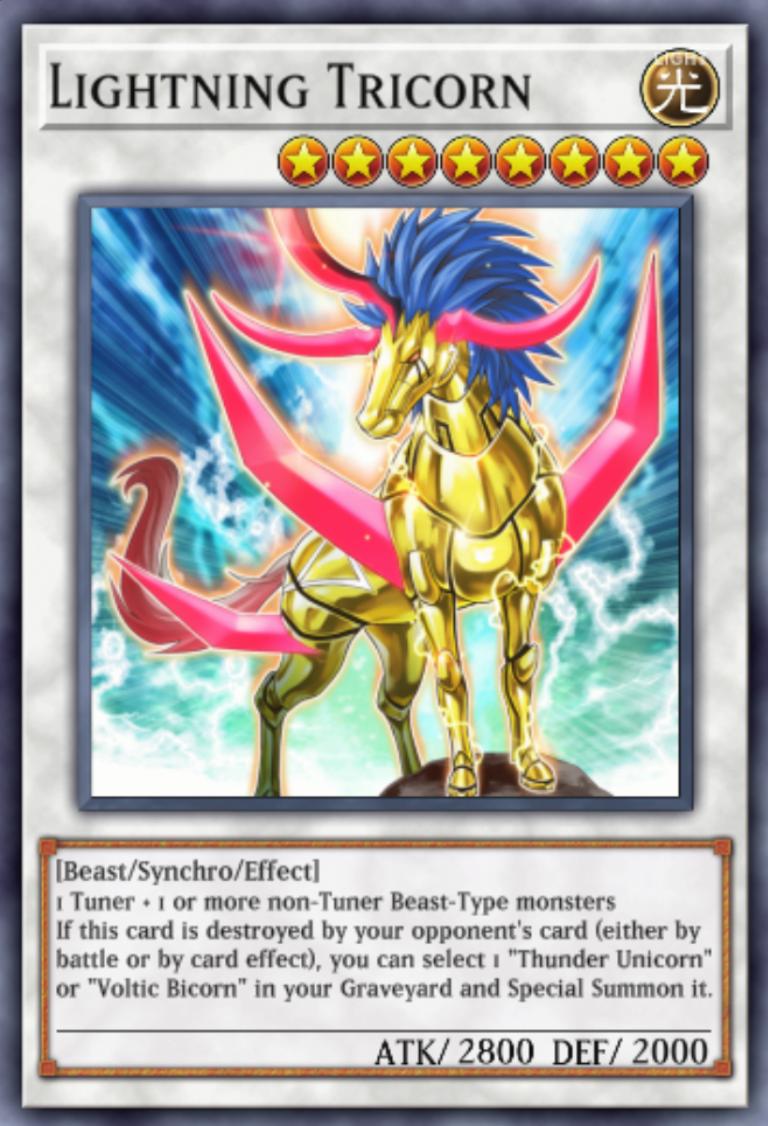 Lightning Tricorn
LIGHT
光
[Beast/Synchro/Effect]
1 Tuner + 1 or more non-Tuner Beast-Type monsters
If this card is destroyed by your opponent's card (either by
battle or by card effect), you can select 1 "Thunder Unicorn"
or "Voltic Bicorn" in your Graveyard and Special Summon it.
ATK/ 2800 DEF/ 2000